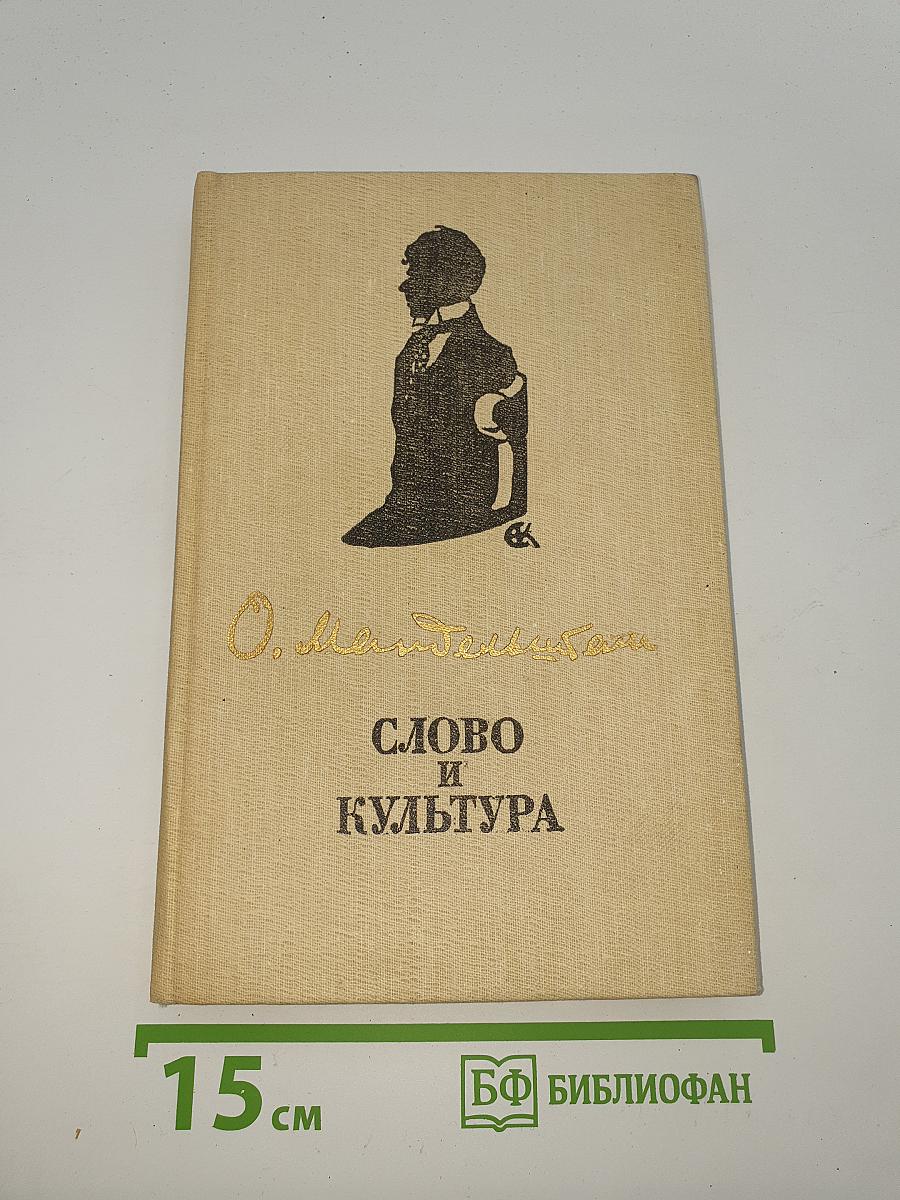 О. Мандельштам
СЛОВО
И
КУЛЬТУРА
15 см
БФ БИБЛИОФАН